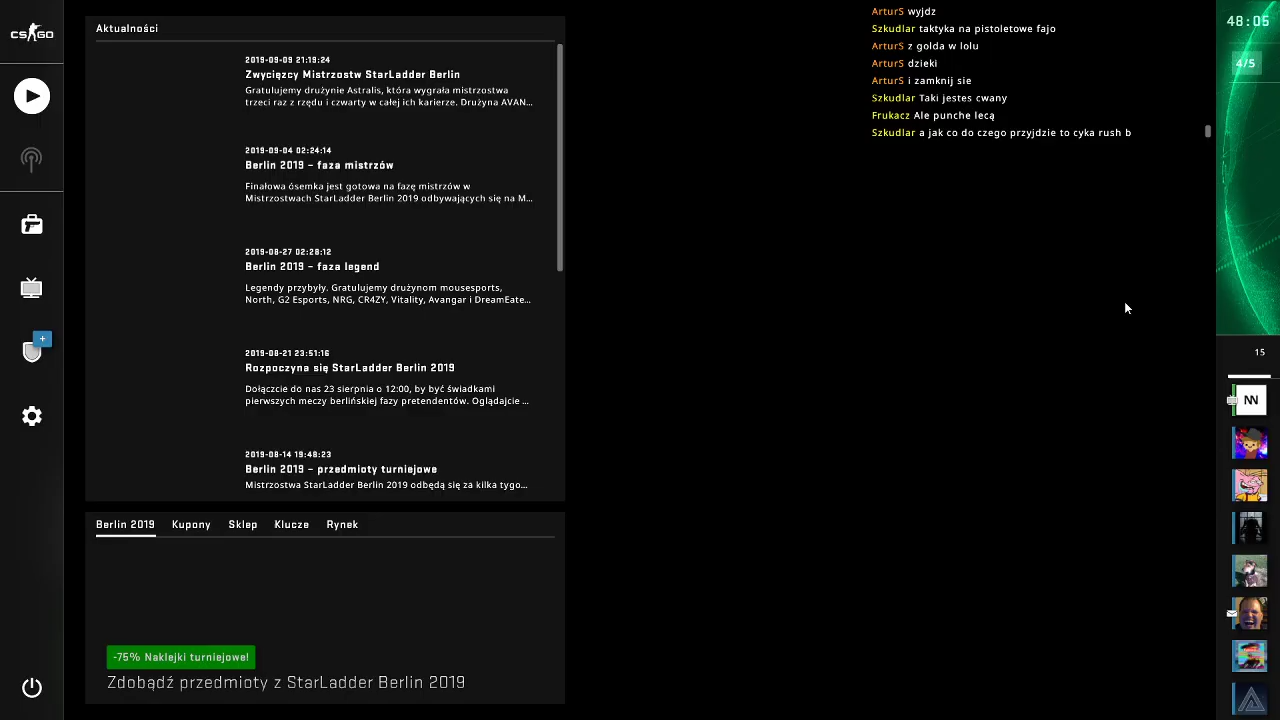 CS:GO
Aktualności
2019-09-09 21:19:24
Zwycięzcy Mistrzostw StarLadder Berlin
Gratulujemy drużynie Astralis, która wygrała mistrzostwa
trzeci raz z rzędu i czwarty w całej ich karierze. Drużyna AVAN...
2019-09-04 02:24:14
Berlin 2019 – faza mistrzów
Finałowa ósemka jest gotowa na fazę mistrzów w
Mistrzostwach StarLadder Berlin 2019 odbywających się na M...
2019-08-27 02:28:12
Berlin 2019 – faza legend
Legendy przybyły. Gratulujemy drużynom mousesports,
North, G2 Esports, NRG, CR4ZY, Vitality, Avangar i DreamEate...
2019-08-21 23:51:16
Rozpoczyna się StarLadder Berlin 2019
Dołączcie do nas 23 sierpnia o 12:00, by być świadkami
pierwszych meczy berlińskiej fazy pretendentów. Oglądajcie ...
2019-08-14 19:48:23
Berlin 2019 – przedmioty turniejowe
Mistrzostwa StarLadder Berlin 2019 odbędą się za kilka tygo...
Berlin 2019 Kupony Sklep Klucze Rynek
-75% Naklejki turniejowe!
Zdobądź przedmioty z StarLadder Berlin 2019
ArturS wyjdz
Szkudlar taktyka na pistoletowe fajo
ArturS z golda w lolu
ArturS dzieki
ArturS i zamknij sie
Szkudlar Taki jestes cwany
Frukacz Ale punche lecą
Szkudlar a jak co do czego przyjdzie to cyka rush b
48:05
4/5
15
NN